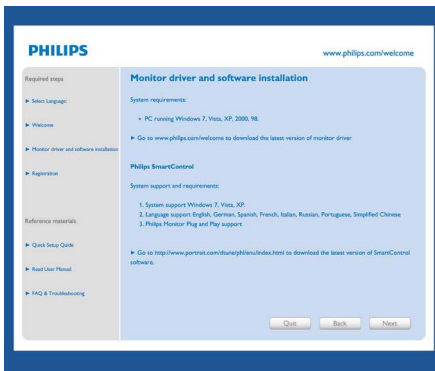 PHILIPS
www.philips.com/welcome
Required steps
Select Language:
Welcome
Monitor driver and software installation
Registration
Reference materials
Quick Setup Guide
Read User Manual
FAQ & Troubleshooting
Monitor driver and software installation
System requirements:
• PC running Windows 7, Vista, XP, 2000, 98.
Go to www.philips.com/welcome to download the latest version of monitor driver
Philips SmartControl
System support and requirements:
1. System support Windows 7, Vista, XP.
2. Language support English, German, Spanish, French, Italian, Russian, Portuguese, Simplified Chinese
3. Philips Monitor Plug and Play support
Go to http://www.portrait.com/dtune/phl/enu/index.html to download the latest version of SmartControl
software.
Quit Back Next